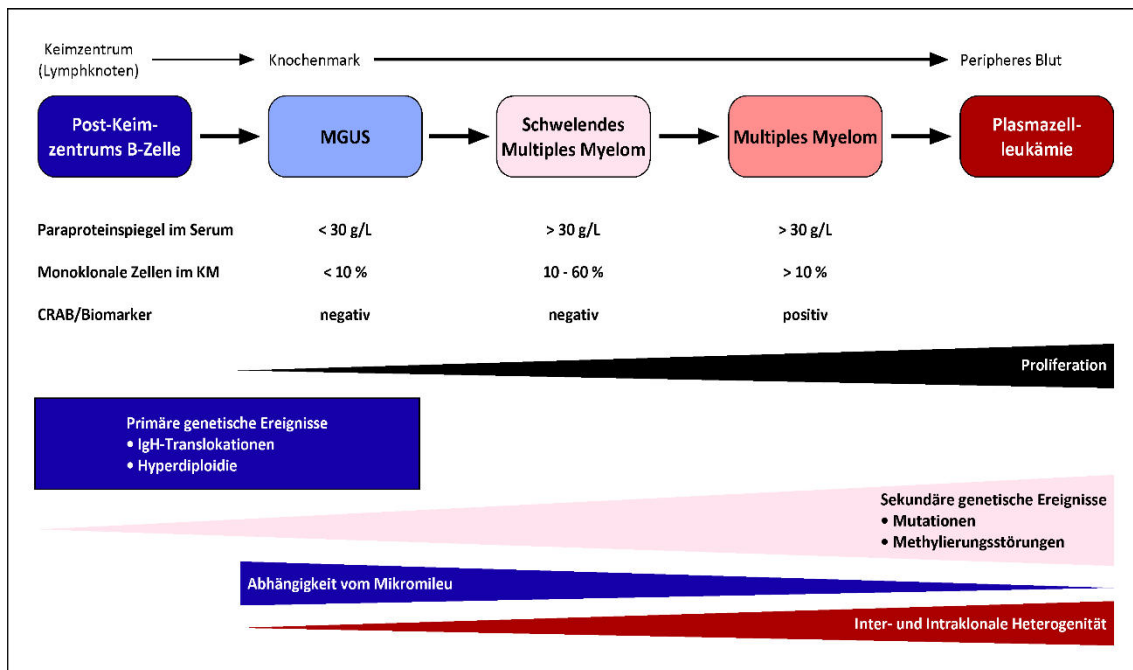 Keimzentrum
(Lymphknoten)
Knochenmark
Peripheres Blut
Post-Keim-
zentrums B-Zelle
MGUS
Schwelendes
Multiples Myelom
Multiples Myelom
Plasmazell-
leukämie
Paraproteinspiegel im Serum < 30 g/L > 30 g/L > 30 g/L
Monoklonale Zellen im KM < 10 % 10 - 60 % > 10 %
CRAB/Biomarker negativ negativ positiv
Proliferation
Primäre genetische Ereignisse
• IgH-Translokationen
• Hyperdiploidie
Sekundäre genetische Ereignisse
• Mutationen
• Methylierungsstörungen
Abhängigkeit vom Mikromileu
Inter- und Intraklonale Heterogenität